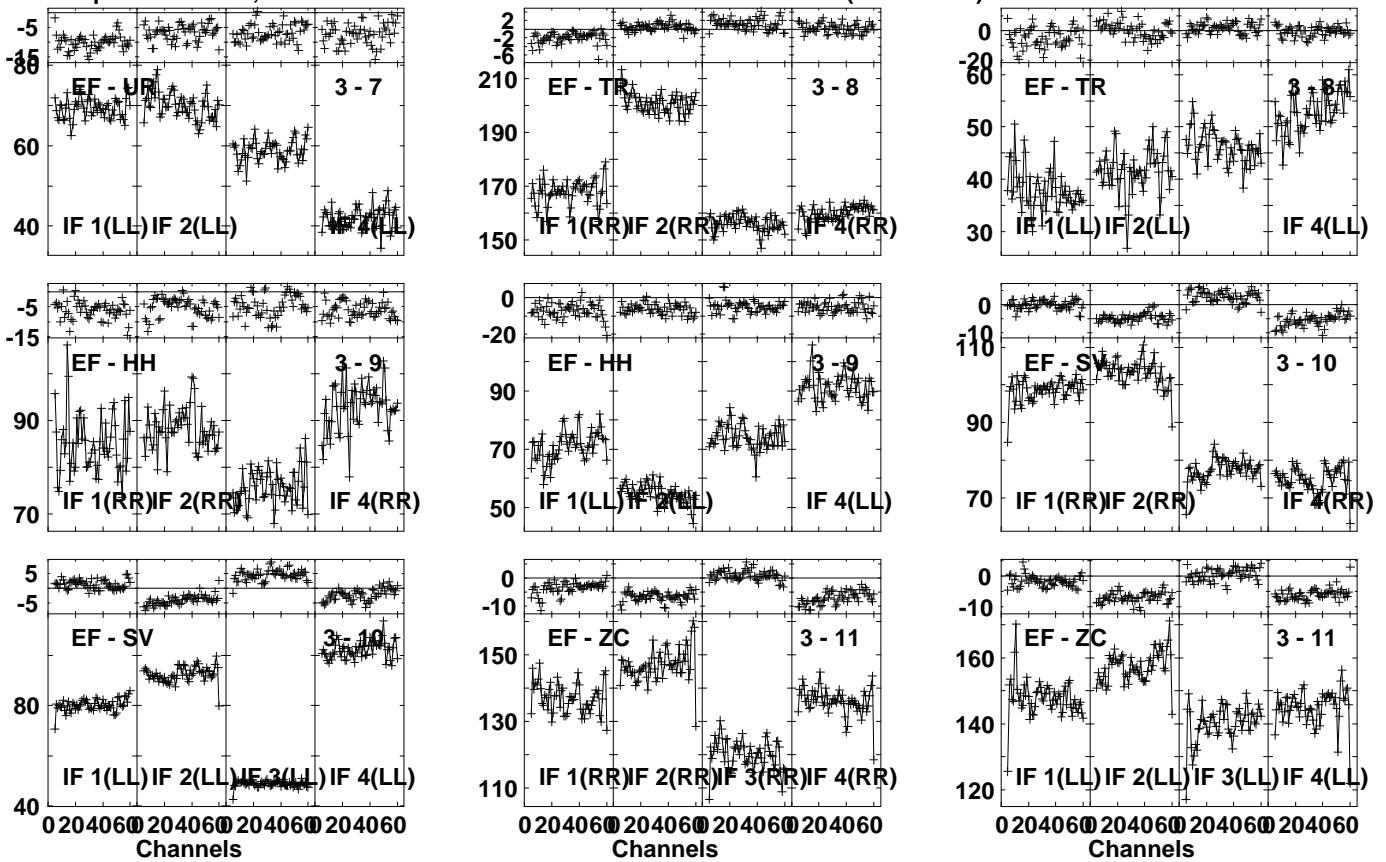 -5
-15
80
60
40
EF - UR
3 - 7
IF 1(LL) IF 2(LL) IF 4(LL)
2
0
-2
-6
210
190
170
150
EF - TR
3 - 8
IF 1(RR) IF 2(RR) IF 4(RR)
0
-20
60
50
40
30
EF - TR
3 - 8
IF 1(LL) IF 2(LL) IF 4(LL)
-5
-15
90
70
EF - HH
3 - 9
IF 1(RR) IF 2(RR) IF 4(RR)
0
-20
90
70
50
EF - HH
3 - 9
IF 1(LL) IF 2(LL) IF 4(LL)
0
-10
110
90
70
EF - SV
3 - 10
IF 1(RR) IF 2(RR) IF 4(RR)
5
-5
80
40
EF - SV
3 - 10
IF 1(LL) IF 2(LL) IF 3(LL) IF 4(LL)
0
-10
150
130
110
EF - ZC
3 - 11
IF 1(RR) IF 2(RR) IF 3(RR) IF 4(RR)
0
-10
160
140
120
EF - ZC
3 - 11
IF 1(LL) IF 2(LL) IF 3(LL) IF 4(LL)
0 204060 0 204060 0 204060 0 204060
Channels
0 204060 0 204060 0 204060 0 204060
Channels
0 204060 0 204060 0 204060 0 204060
Channels